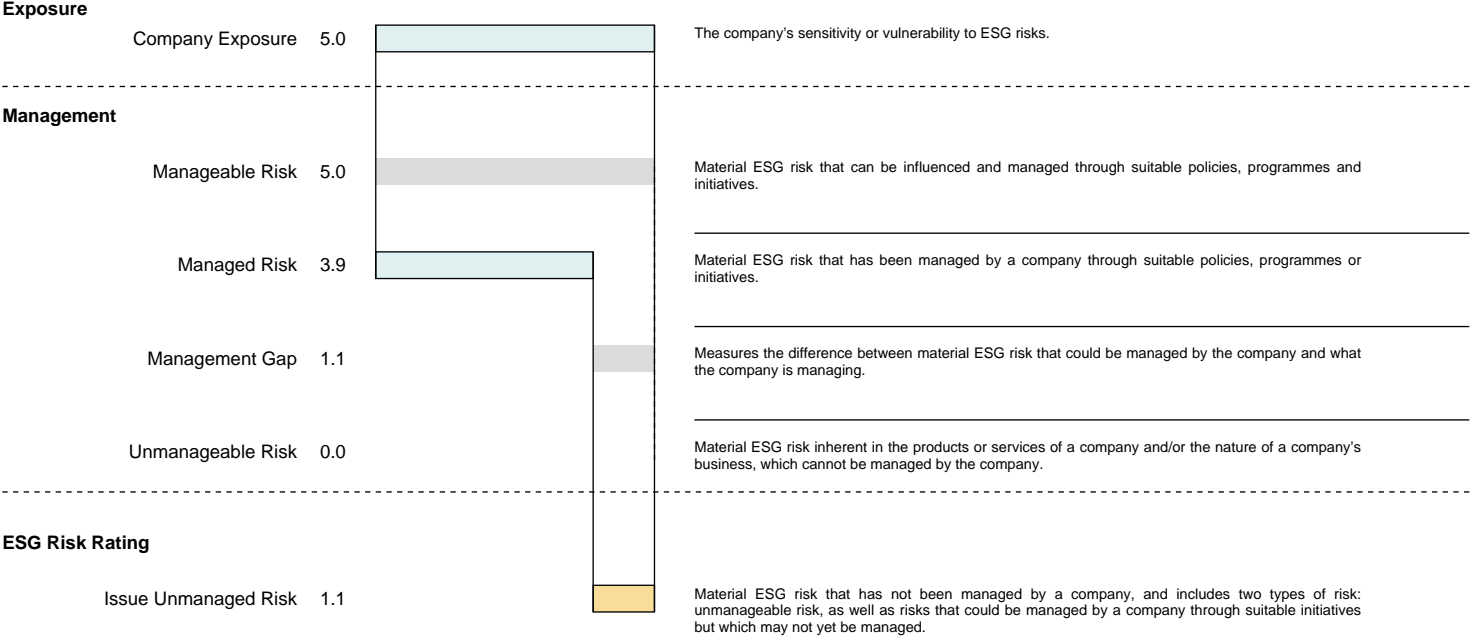 Exposure
Company Exposure 5.0
The company’s sensitivity or vulnerability to ESG risks.
Management
Manageable Risk 5.0
Material ESG risk that can be influenced and managed through suitable policies, programmes and
initiatives.
Managed Risk 3.9
Material ESG risk that has been managed by a company through suitable policies, programmes or
initiatives.
Management Gap 1.1
Measures the difference between material ESG risk that could be managed by the company and what
the company is managing.
Unmanageable Risk 0.0
Material ESG risk inherent in the products or services of a company and/or the nature of a company’s
business, which cannot be managed by the company.
ESG Risk Rating
Issue Unmanaged Risk 1.1
Material ESG risk that has not been managed by a company, and includes two types of risk:
unmanageable risk, as well as risks that could be managed by a company through suitable initiatives
but which may not yet be managed.